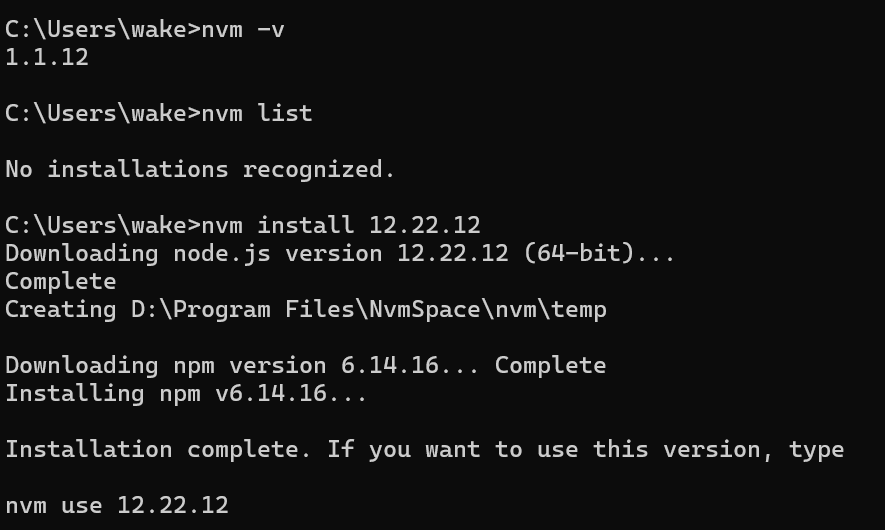 C:\Users\wake>nvm -v
1.1.12
C:\Users\wake>nvm list
No installations recognized.
C:\Users\wake>nvm install 12.22.12
Downloading node.js version 12.22.12 (64-bit)...
Complete
Creating D:\Program Files\NvmSpace\nvm\temp
Downloading npm version 6.14.16... Complete
Installing npm v6.14.16...
Installation complete. If you want to use this version, type
nvm use 12.22.12